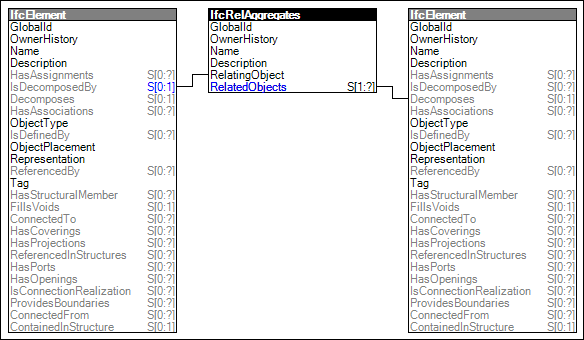 IfcElement
GlobalId
OwnerHistory
Name
Description
HasAssignments S[0:?]
IsDecomposedBy S[0:1]
Decomposes S[0:1]
HasAssociations S[0:?]
ObjectType
IsDefinedBy S[0:?]
ObjectPlacement
Representation
ReferencedBy S[0:?]
Tag
HasStructuralMember S[0:?]
FillsVoids S[0:1]
ConnectedTo S[0:?]
HasCoverings S[0:?]
HasProjections S[0:?]
ReferencedInStructures S[0:?]
HasPorts S[0:?]
HasOpenings S[0:?]
IsConnectionRealization S[0:?]
ProvidesBoundaries S[0:?]
ConnectedFrom S[0:?]
ContainedInStructure S[0:1]
IfcRelAggregates
GlobalId
OwnerHistory
Name
Description
RelatingObject
RelatedObjects S[1:?]
IfcElement
GlobalId
OwnerHistory
Name
Description
HasAssignments S[0:?]
IsDecomposedBy S[0:1]
Decomposes S[0:1]
HasAssociations S[0:?]
ObjectType
IsDefinedBy S[0:?]
ObjectPlacement
Representation
ReferencedBy S[0:?]
Tag
HasStructuralMember S[0:?]
FillsVoids S[0:1]
ConnectedTo S[0:?]
HasCoverings S[0:?]
HasProjections S[0:?]
ReferencedInStructures S[0:?]
HasPorts S[0:?]
HasOpenings S[0:?]
IsConnectionRealization S[0:?]
ProvidesBoundaries S[0:?]
ConnectedFrom S[0:?]
ContainedInStructure S[0:1]